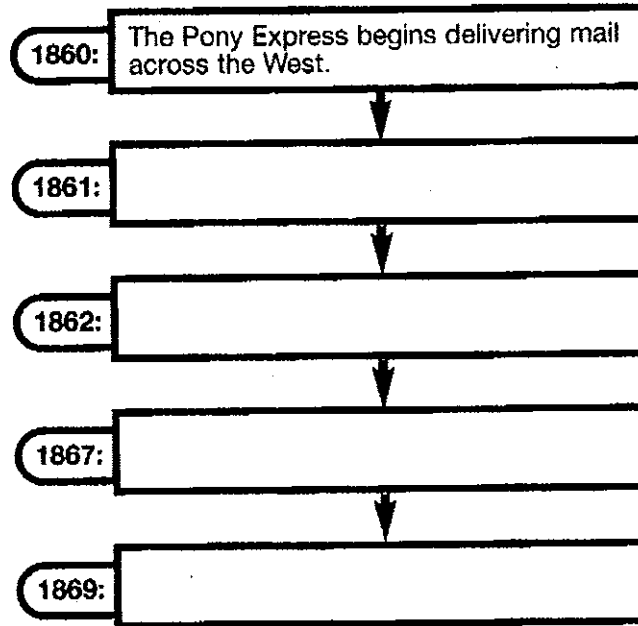 1860:
The Pony Express begins delivering mail
across the West.
1861:
1862:
1867:
1869: